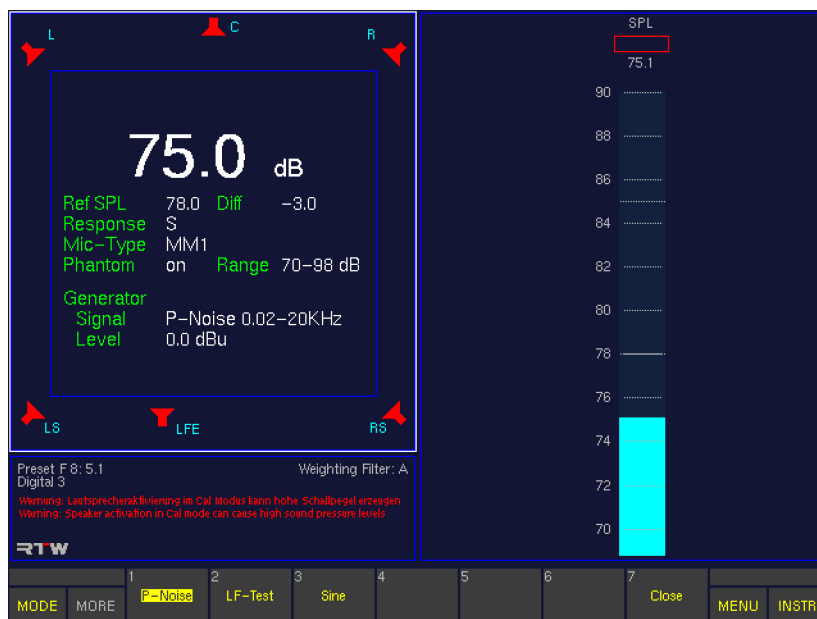 L
C
R
75.0 dB
Ref SPL 78.0 Diff −3.0
Response S
Mic−Type MM1
Phantom on Range 70−98 dB
Generator
Signal P−Noise 0.02−20KHz
Level 0.0 dBu
LS
LFE
RS
Preset F 8: 5.1 Weighting Filter: A
Digital 3
Warnung: Lautsprecheraktivierung im Cal Modus kann hohe Schallpegel erzeugen
Warning: Speaker activation in Cal mode can cause high sound pressure levels
RTW
SPL
75.1
90
88
86
84
82
80
78
76
74
72
70
1 2 3 4 5 6 7
MODE MORE P−Noise LF−Test Sine Close MENU INSTR